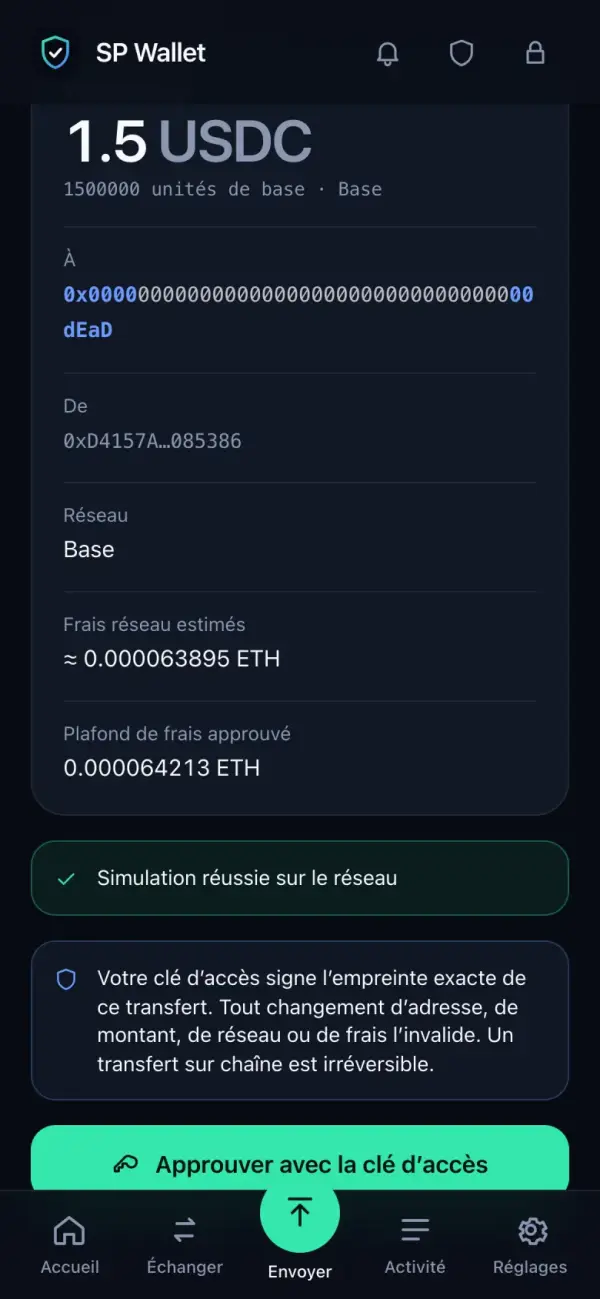 SP Wallet
1.5 USDC
1500000 unités de base · Base
À
0x000000000000000000000000000000000000
dEaD
De
0xD4157A…085386
Réseau
Base
Frais réseau estimés
≈ 0.000063895 ETH
Plafond de frais approuvé
0.000064213 ETH
Simulation réussie sur le réseau
Votre clé d’accès signe l’empreinte exacte de
ce transfert. Tout changement d’adresse, de
montant, de réseau ou de frais l’invalide. Un
transfert sur chaîne est irréversible.
Approuver avec la clé d’accès
Accueil
Échanger
Envoyer
Activité
Réglages